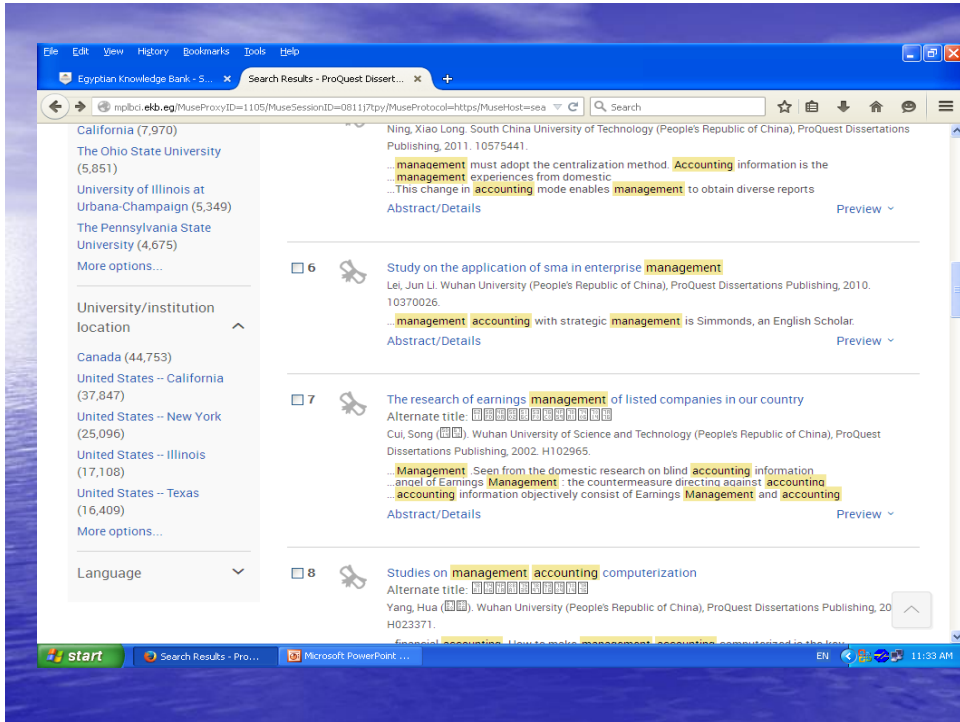 File Edit View History Bookmarks Tools Help
Egyptian Knowledge Bank - S... × Search Results - ProQuest Dissert... × +
mplbci.ekb.eg/MuseProxyID=1105/MuseSessionID=0811j7tpy/MuseProtocol=https/MuseHost=sea Search
California (7,970)
The Ohio State University
(5,851)
University of Illinois at
Urbana-Champaign (5,349)
The Pennsylvania State
University (4,675)
More options...
University/institution
location
Canada (44,753)
United States -- California
(37,847)
United States -- New York
(25,096)
United States -- Illinois
(17,108)
United States -- Texas
(16,409)
More options...
Language
Ning, Xiao Long. South China University of Technology (People's Republic of China), ProQuest Dissertations
Publishing, 2011. 10575441.
...management must adopt the centralization method. Accounting information is the
...management experiences from domestic
...This change in accounting mode enables management to obtain diverse reports
Abstract/Details Preview
6 Study on the application of sma in enterprise management
Lei, Jun Li. Wuhan University (People's Republic of China), ProQuest Dissertations Publishing, 2010.
10370026.
...management accounting with strategic management is Simmonds, an English Scholar.
Abstract/Details Preview
7 The research of earnings management of listed companies in our country
Alternate title:
Cui, Song ( ). Wuhan University of Science and Technology (People's Republic of China), ProQuest
Dissertations Publishing, 2002. H102965.
...Management .Seen from the domestic research on blind accounting information
...angel of Earnings Management : the countermeasure directing against accounting
...accounting information objectively consist of Earnings Management and accounting
Abstract/Details Preview
8 Studies on management accounting computerization
Alternate title:
Yang, Hua ( ). Wuhan University (People's Republic of China), ProQuest Dissertations Publishing, 20
H023371.
...financial accounting. How to make management accounting computerized is the key
start Search Results - Pro... Microsoft PowerPoint ... EN 11:33 AM